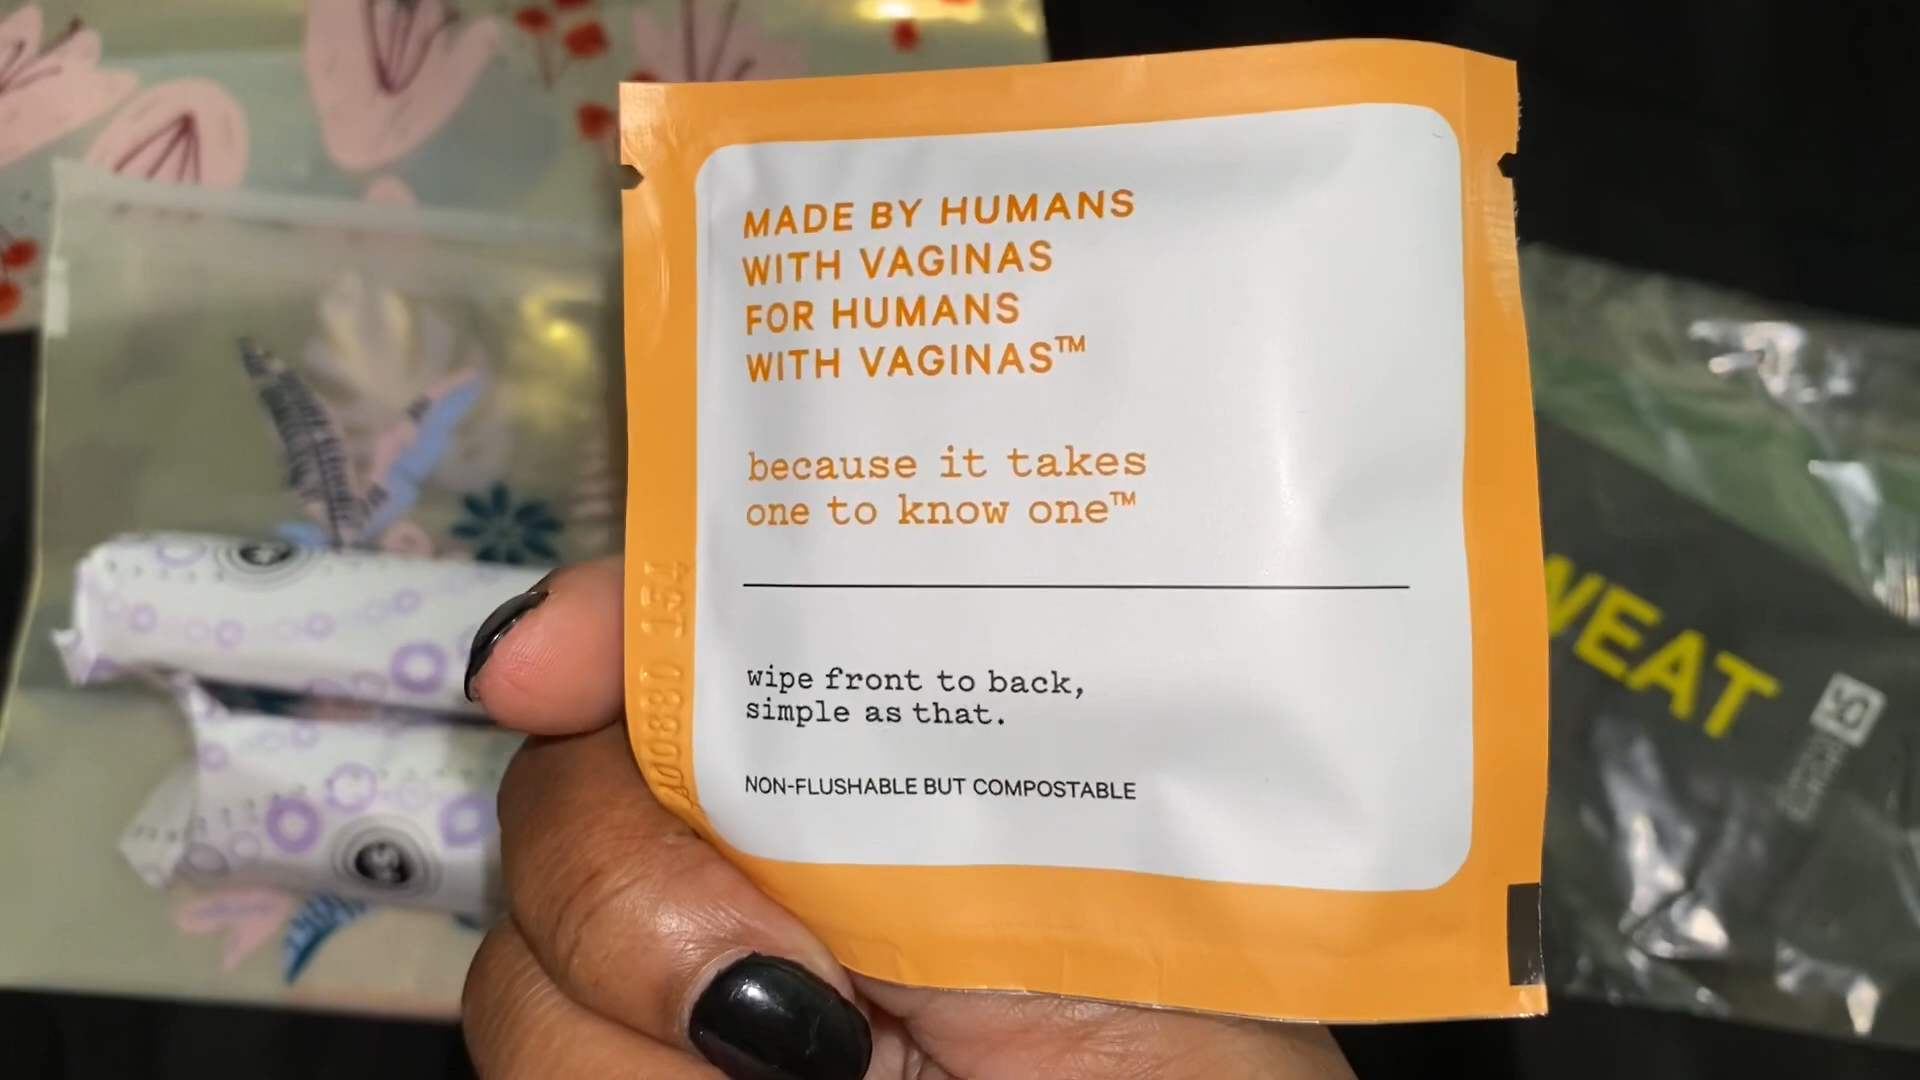 MADE BY HUMANS
WITH VAGINAS
FOR HUMANS
WITH VAGINAS™
because it takes
one to know one™
wipe front to back,
simple as that.
NON-FLUSHABLE BUT COMPOSTABLE
WEAT